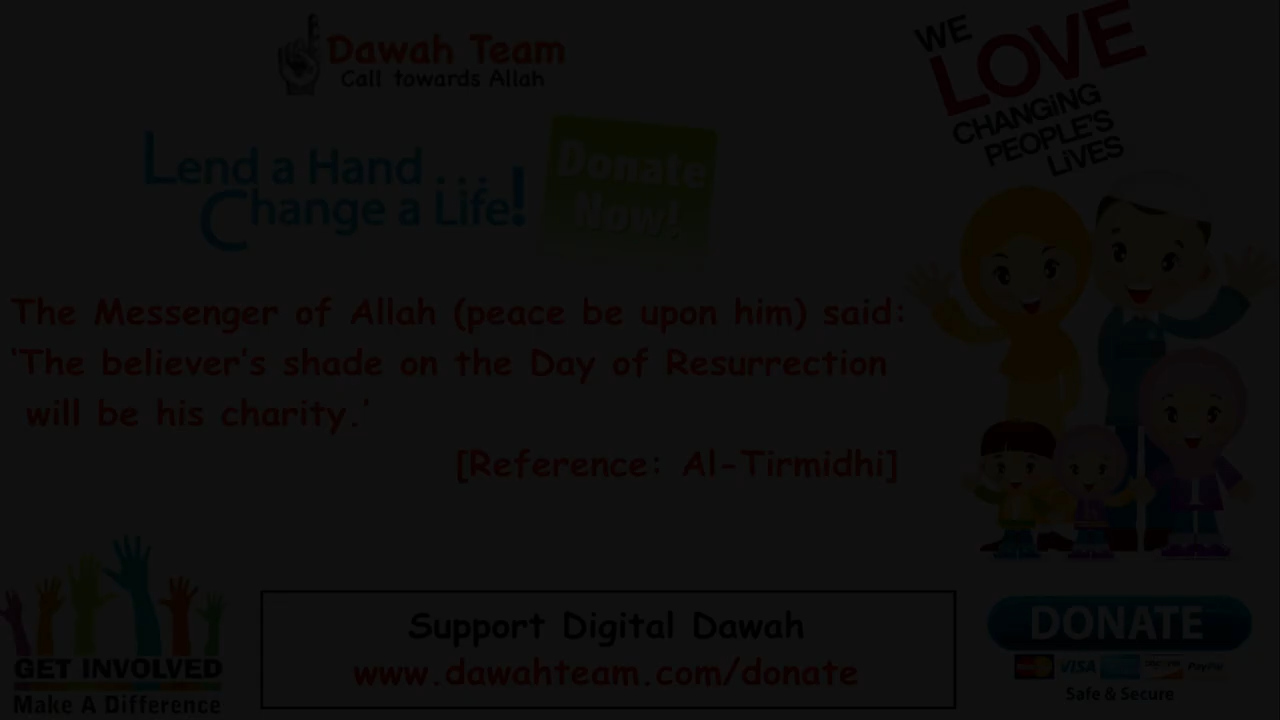 Dawah Team
Call towards Allah
WE
LOVE
CHANGiNG
PEOPLE'S
LiVES
Lend a Hand . . .
Change a Life!
Donate
Now!
The Messenger of Allah (peace be upon him) said:
'The believer's shade on the Day of Resurrection
will be his charity.'
[Reference: Al-Tirmidhi]
GET INVOLVED
Make A Difference
Support Digital Dawah
www.dawahteam.com/donate
DONATE
VISA PayPal
Safe & Secure